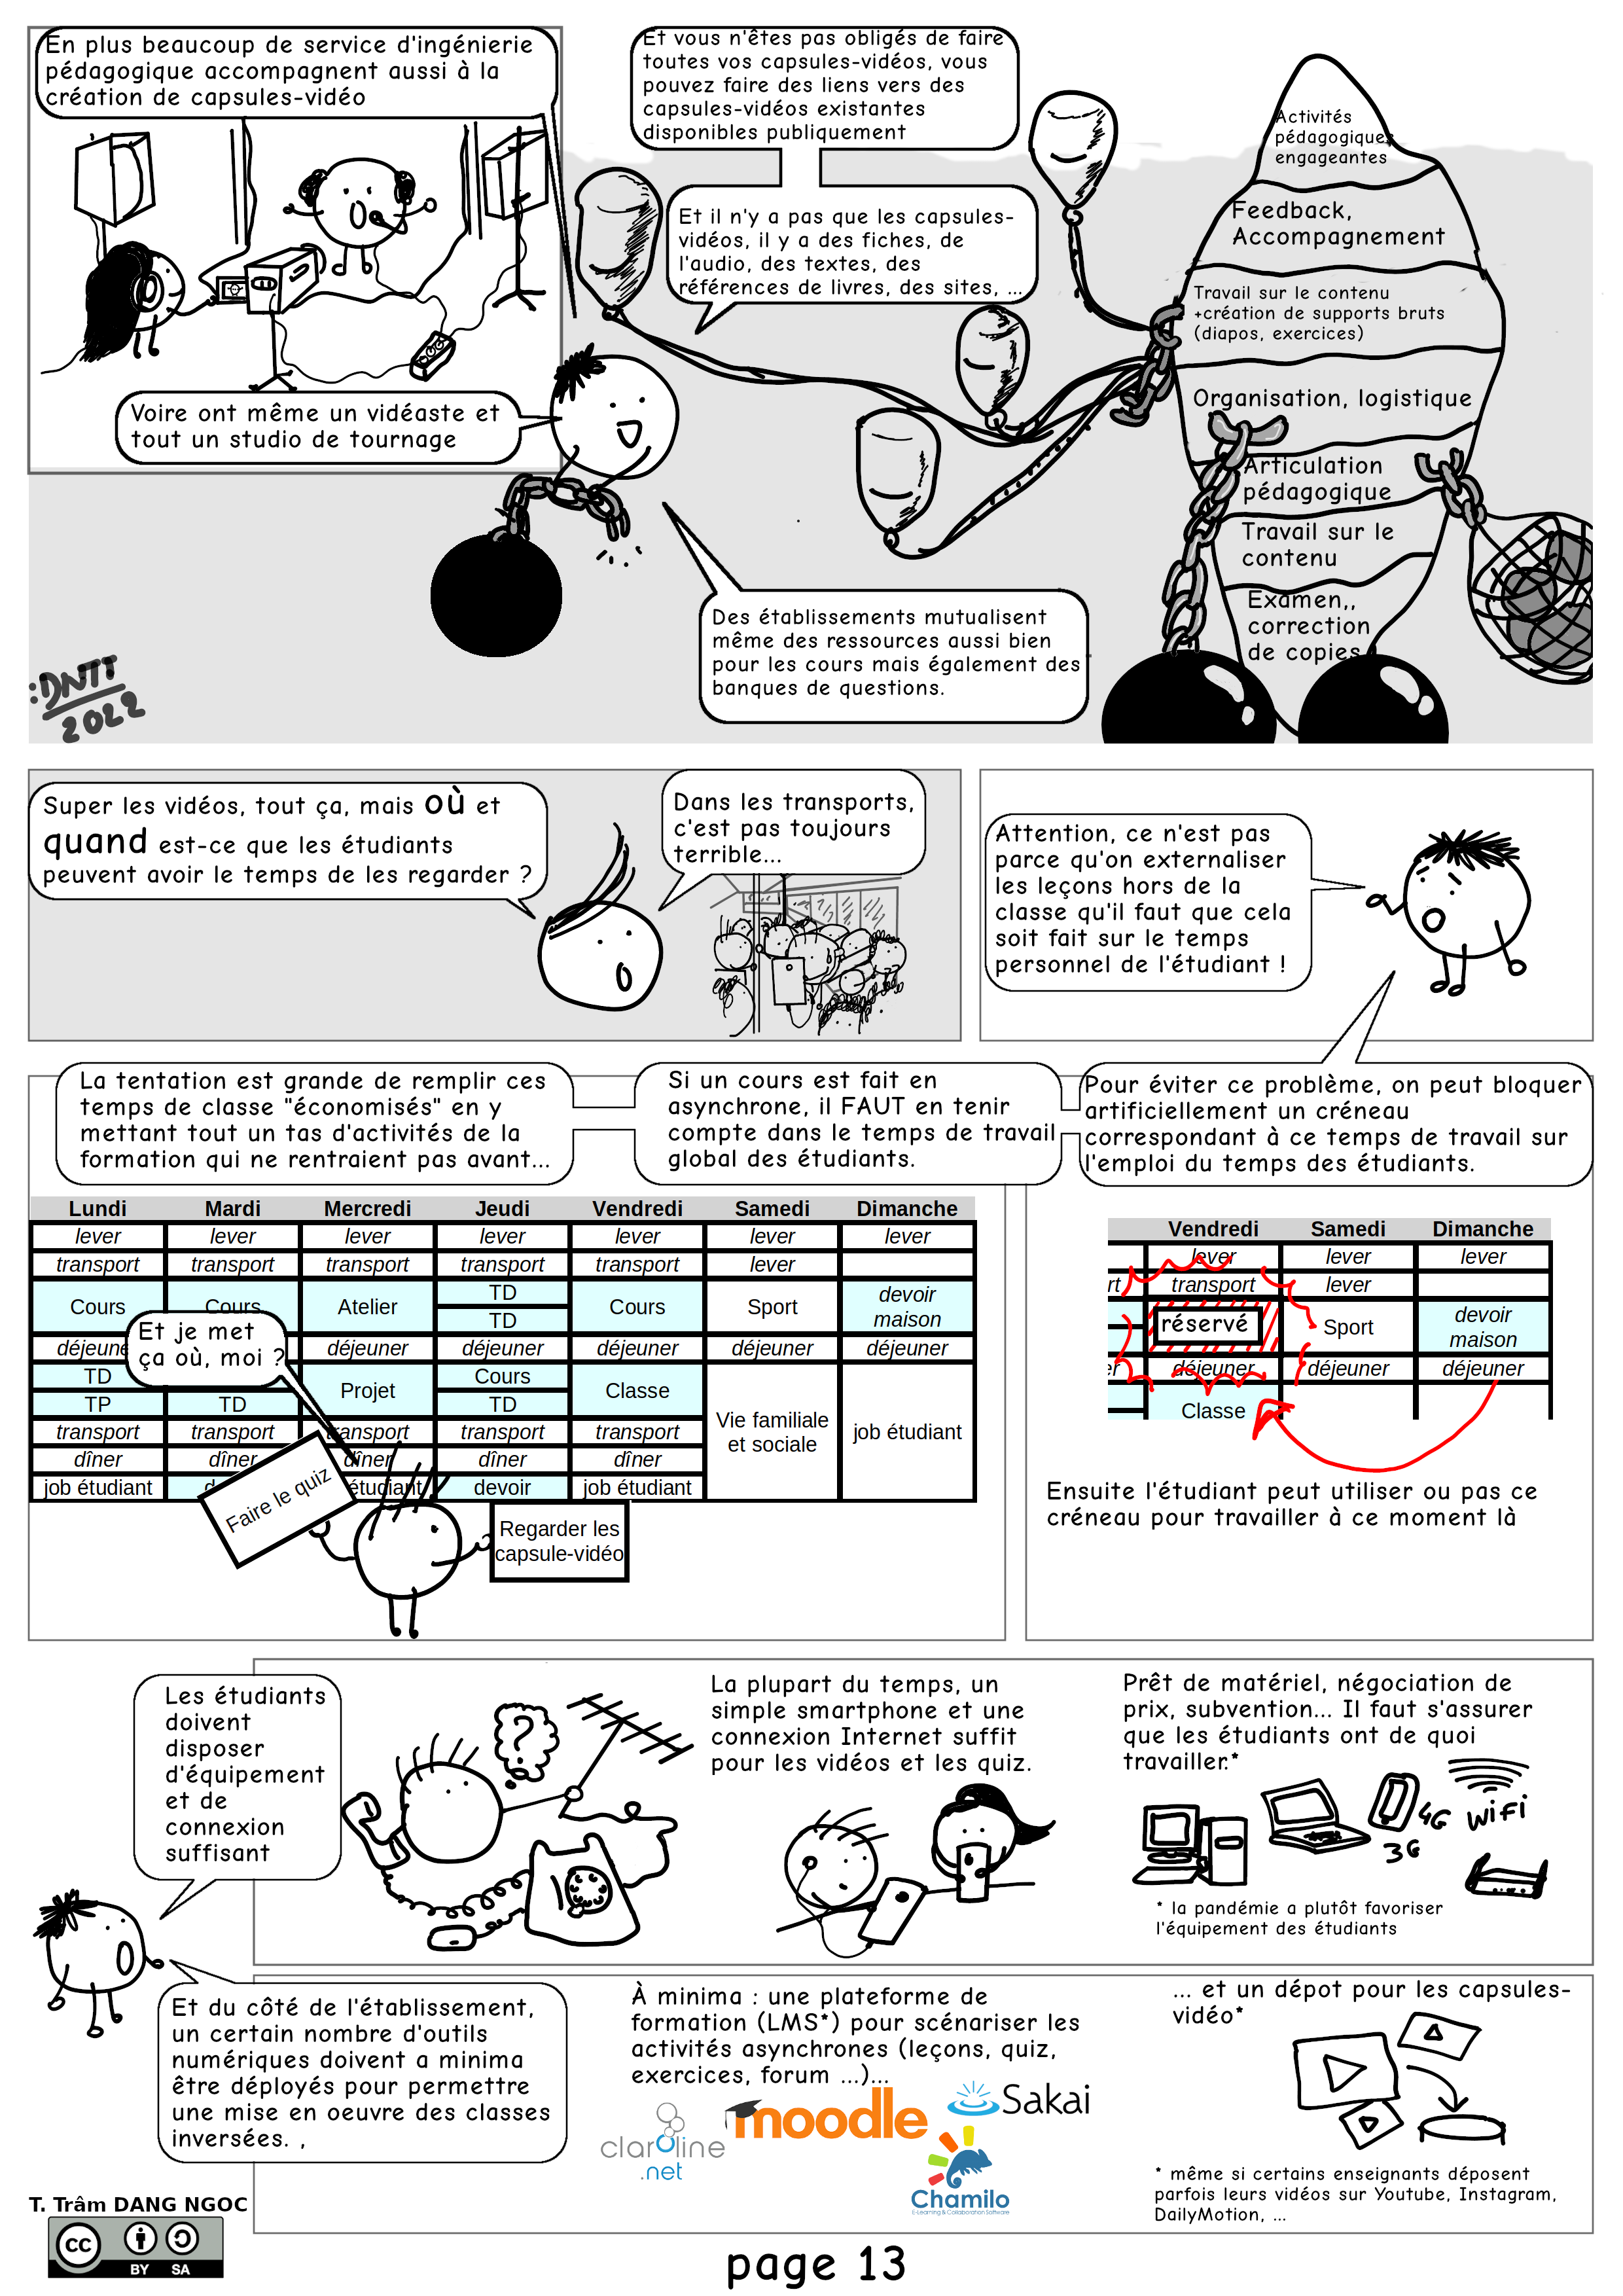 En plus beaucoup de service d'ingénierie
pédagogique accompagnent aussi à la
création de capsules-vidéo
Voire ont même un vidéaste et
tout un studio de tournage
Et vous n'êtes pas obligés de faire
toutes vos capsules-vidéos, vous
pouvez faire des liens vers des
capsules-vidéos existantes
disponibles publiquement
Et il n'y a pas que les capsules-
vidéos, il y a des fiches, de
l'audio, des textes, des
références de livres, des sites, ...
Des établissements mutualisent
même des ressources aussi bien
pour les cours mais également des
banques de questions.
Activités
pédagogiques
engageantes
Feedback,
Accompagnement
Travail sur le contenu
+création de supports bruts
(diapos, exercices)
Organisation, logistique
Articulation
pédagogique
Travail sur le
contenu
Examen,,
correction
de copies
:DNTT
2022
Super les vidéos, tout ça, mais où et
quand est-ce que les étudiants
peuvent avoir le temps de les regarder ?
Dans les transports,
c'est pas toujours
terrible...
Attention, ce n'est pas
parce qu'on externaliser
les leçons hors de la
classe qu'il faut que cela
soit fait sur le temps
personnel de l'étudiant !
La tentation est grande de remplir ces
temps de classe "économisés" en y
mettant tout un tas d'activités de la
formation qui ne rentraient pas avant...
Si un cours est fait en
asynchrone, il FAUT en tenir
compte dans le temps de travail
global des étudiants.
Pour éviter ce problème, on peut bloquer
artificiellement un créneau
correspondant à ce temps de travail sur
l'emploi du temps des étudiants.
Lundi Mardi Mercredi Jeudi Vendredi Samedi Dimanche
lever lever lever lever lever lever lever
transport transport transport transport transport lever
Cours Cours Atelier TD Cours Sport devoir
TD maison
déjeune déjeuner déjeuner déjeuner déjeuner déjeuner
TD Projet Cours Classe Vie familiale
et sociale job étudiant
TP TD TD
transport transport transport transport transport
dîner dîner dîner dîner dîner
job étudiant d étudiant devoir job étudiant
Et je met
ça où, moi ?
Faire le quiz
Regarder les
capsule-vidéo
Vendredi Samedi Dimanche
lever lever lever
rt transport lever
réservé Sport devoir
maison
er déjeuner déjeuner déjeuner
Classe
Ensuite l'étudiant peut utiliser ou pas ce
créneau pour travailler à ce moment là
Les étudiants
doivent
disposer
d'équipement
et de
connexion
suffisant
?
La plupart du temps, un
simple smartphone et une
connexion Internet suffit
pour les vidéos et les quiz.
Prêt de matériel, négociation de
prix, subvention... Il faut s'assurer
que les étudiants ont de quoi
travailler.*
4G WiFi
3G
* la pandémie a plutôt favoriser
l'équipement des étudiants
Et du côté de l'établissement,
un certain nombre d'outils
numériques doivent a minima
être déployés pour permettre
une mise en oeuvre des classes
inversées. ,
À minima : une plateforme de
formation (LMS*) pour scénariser les
activités asynchrones (leçons, quiz,
exercices, forum ...)...
claroline
.net
moodle
Sakai
Chamilo
E-Learning & Collaboration Software
... et un dépot pour les capsules-
vidéo*
* même si certains enseignants déposent
parfois leurs vidéos sur Youtube, Instagram,
DailyMotion, ...
T. Trâm DANG NGOC
CC BY SA
page 13